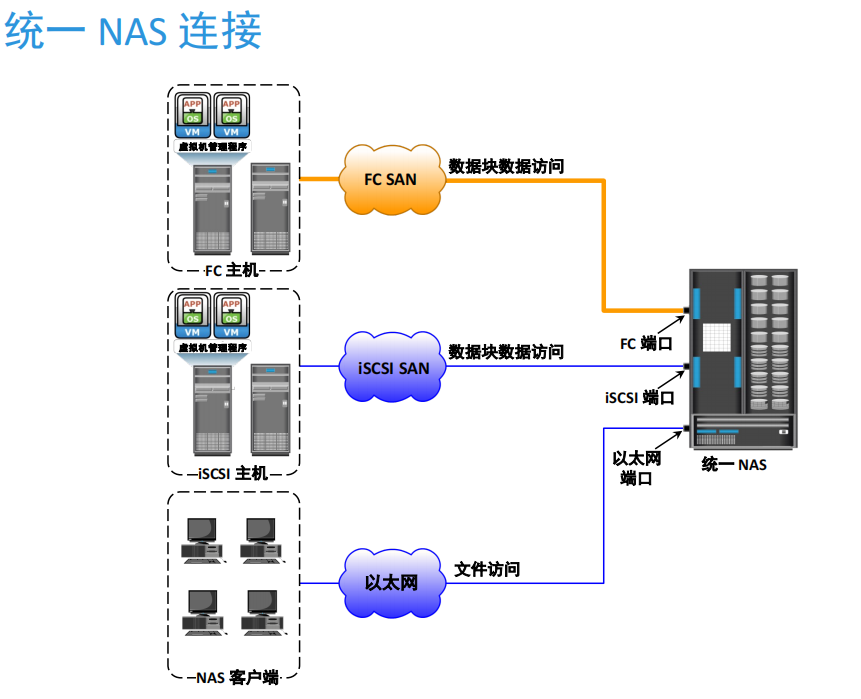 统一 NAS 连接
APP APP
OS OS
VM VM
虚拟机管理程序
FC SAN
数据块数据访问
FC 主机
APP APP
OS OS
VM VM
虚拟机管理程序
FC 端口
iSCSI SAN
数据块数据访问
iSCSI 端口
iSCSI 主机
以太网
端口
统一 NAS
以太网
文件访问
NAS 客户端